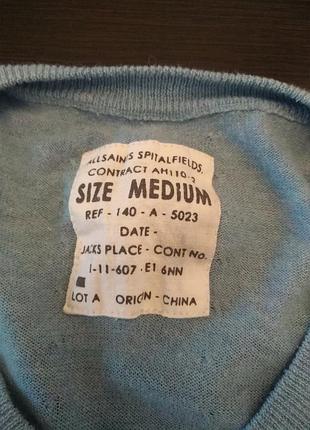 ALLSAINTS SPITALFIELDS.
CONTRACT AH110-3
SIZE MEDIUM
REF - 140 - A - 5023
DATE -
JACKS PLACE - CONT No.
1-11-607 · E1 6NN
LOT A ORIGIN - CHINA